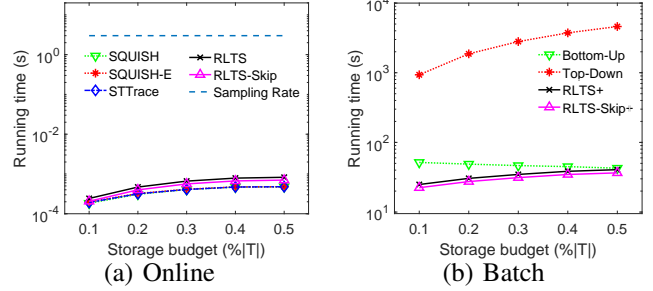 10^0
10^-2
10^-4
Running time (s)
SQUISH
SQUISH-E
STTrace
RLTS
RLTS-Skip
Sampling Rate
0.1 0.2 0.3 0.4 0.5
Storage budget (%|T|)
(a) Online
10^4
10^3
10^2
10^1
Running time (s)
Bottom-Up
Top-Down
RLTS+
RLTS-Skip+
0.1 0.2 0.3 0.4 0.5
Storage budget (%|T|)
(b) Batch